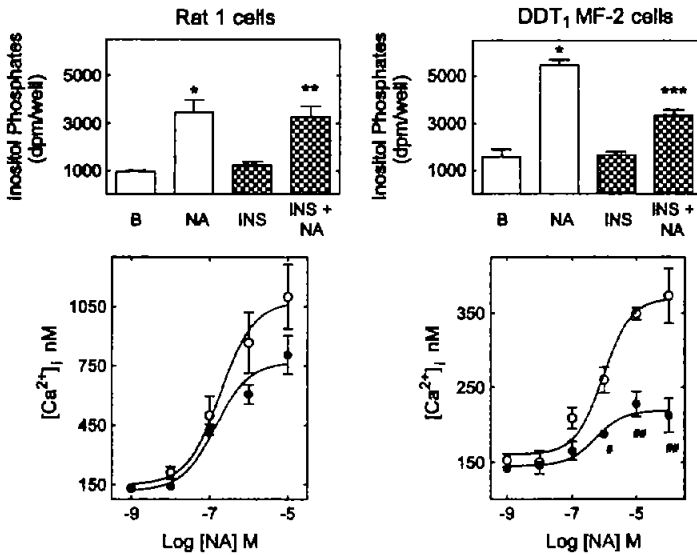 Rat 1 cells
Inositol Phosphates
(dpm/well)
5000
3000
1000
*
**
B
NA
INS
INS +
NA
DDT₁ MF-2 cells
Inositol Phosphates
(dpm/well)
5000
3000
1000
*
***
B
NA
INS
INS +
NA
[Ca²⁺]ᵢ nM
1050
750
450
150
-9
-7
-5
Log [NA] M
[Ca²⁺]ᵢ nM
350
250
150
#
##
##
-9
-7
-5
Log [NA] M